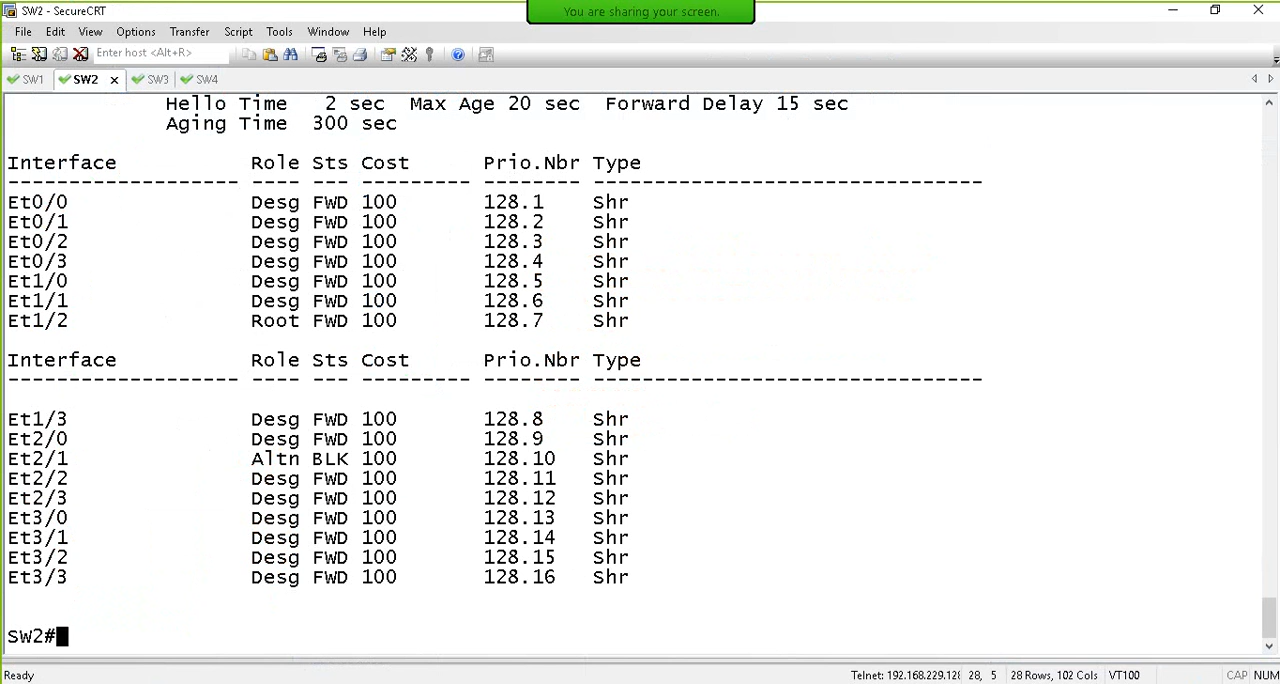 SW2 - SecureCRT
You are sharing your screen.
File Edit View Options Transfer Script Tools Window Help
Enter host <Alt+R>
SW1 SW2 SW3 SW4
Hello Time 2 sec Max Age 20 sec Forward Delay 15 sec
Aging Time 300 sec
Interface Role Sts Cost Prio.Nbr Type
------------------- ---- --- --------- -------- --------------------------------
Et0/0 Desg FWD 100 128.1 Shr
Et0/1 Desg FWD 100 128.2 Shr
Et0/2 Desg FWD 100 128.3 Shr
Et0/3 Desg FWD 100 128.4 Shr
Et1/0 Desg FWD 100 128.5 Shr
Et1/1 Desg FWD 100 128.6 Shr
Et1/2 Root FWD 100 128.7 Shr
Interface Role Sts Cost Prio.Nbr Type
------------------- ---- --- --------- -------- --------------------------------
Et1/3 Desg FWD 100 128.8 Shr
Et2/0 Desg FWD 100 128.9 Shr
Et2/1 Altn BLK 100 128.10 Shr
Et2/2 Desg FWD 100 128.11 Shr
Et2/3 Desg FWD 100 128.12 Shr
Et3/0 Desg FWD 100 128.13 Shr
Et3/1 Desg FWD 100 128.14 Shr
Et3/2 Desg FWD 100 128.15 Shr
Et3/3 Desg FWD 100 128.16 Shr
SW2#
Ready Telnet: 192.168.229.12 28, 5 28 Rows, 102 Cols VT100 CAP NUM